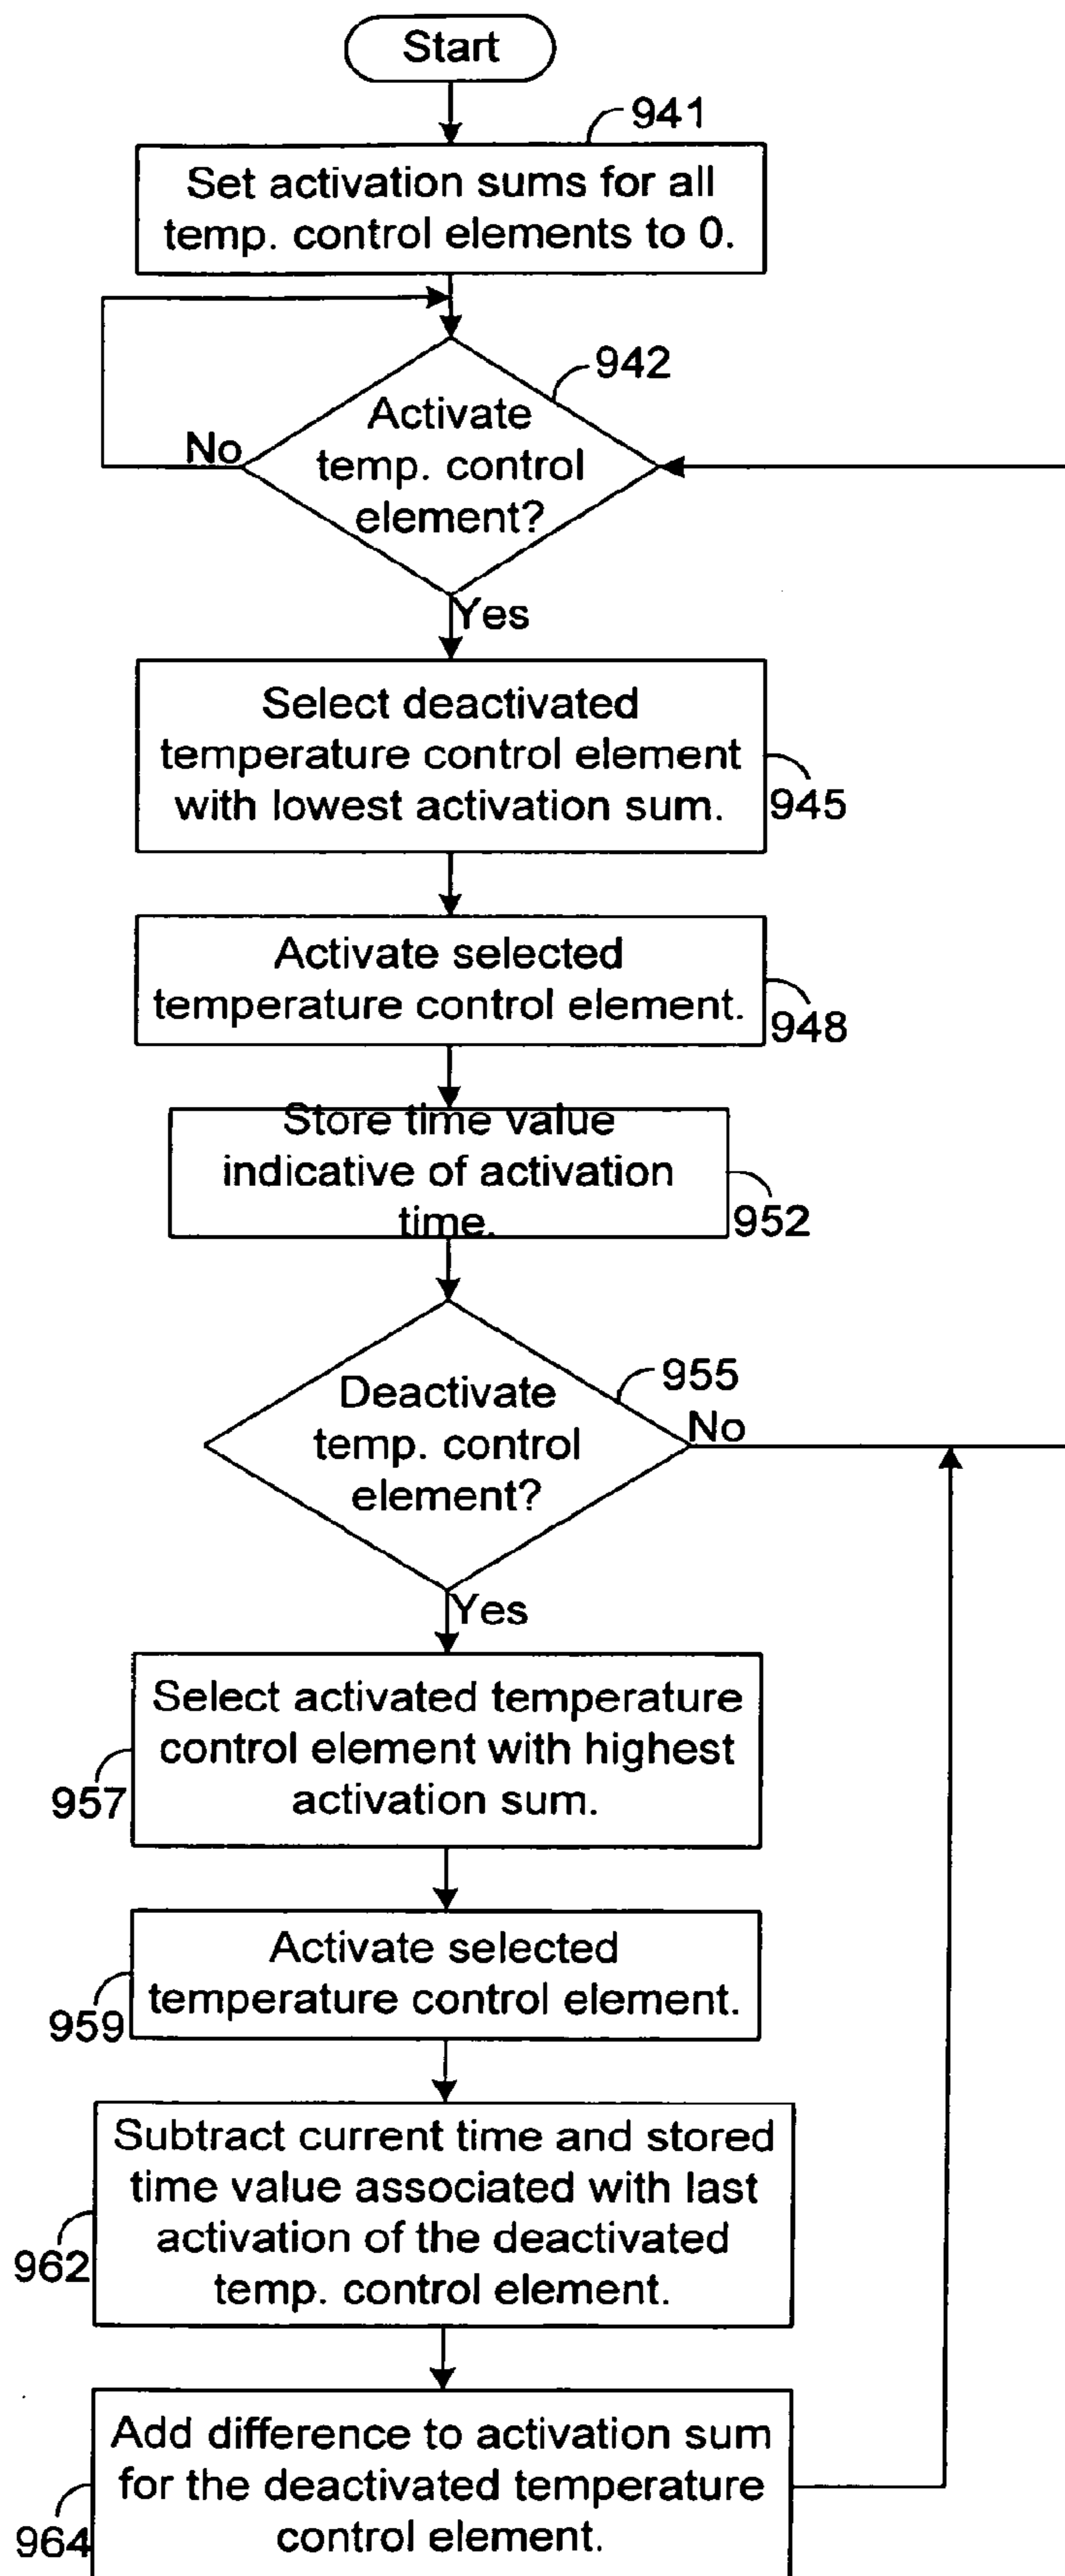 Start
941
Set activation sums for all
temp. control elements to 0.
942
Activate
temp. control
element?
No
Yes
Select deactivated
temperature control element
with lowest activation sum.
945
Activate selected
temperature control element.
948
Store time value
indicative of activation
time.
952
955
Deactivate
temp. control
element?
No
Yes
Select activated temperature
control element with highest
activation sum.
957
Activate selected
temperature control element.
959
Subtract current time and stored
time value associated with last
activation of the deactivated
temp. control element.
962
Add difference to activation sum
for the deactivated temperature
control element.
964